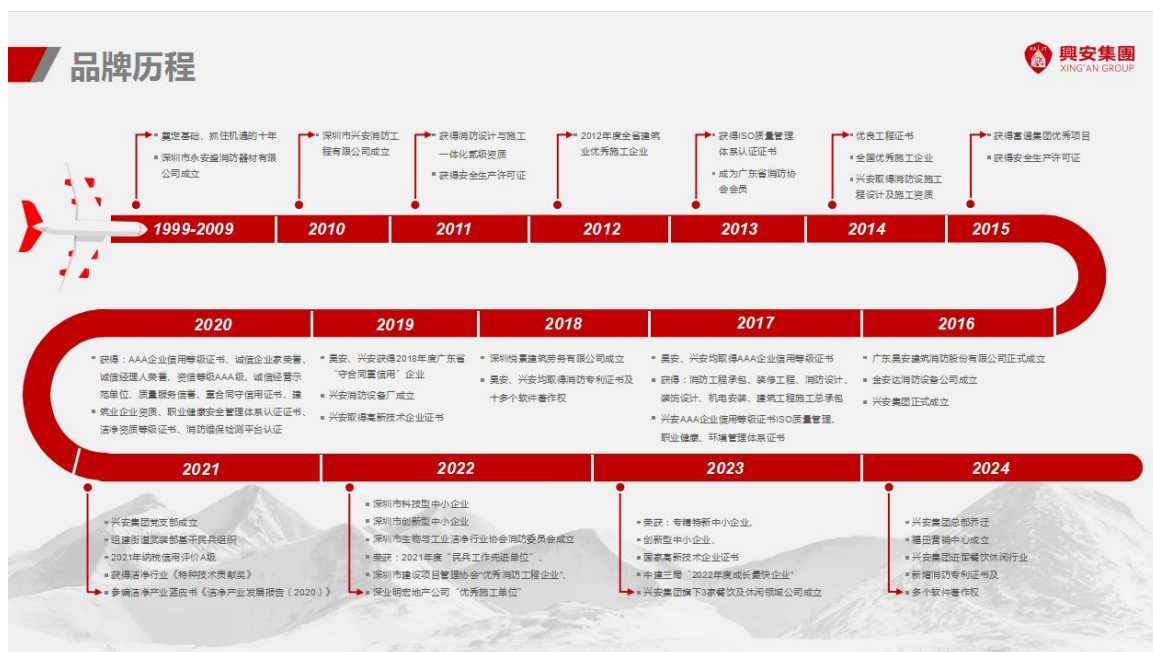 品牌历程
興安集團
XING'AN GROUP
奠定基础、抓住机遇的十年
深圳市永安盛消防器材有限
公司成立
深圳市兴安消防工
程有限公司成立
获得消防设计与施工
一体化贰级资质
获得安全生产许可证
2012年度全省建筑
业优秀施工企业
获得ISO质量管理
体系认证证书
成为广东省消防协
会会员
优良工程证书
全国优秀施工企业
兴安取得消防设施工
程设计及施工资质
获得富通集团优秀项目
获得安全生产许可证
1999-2009
2010
2011
2012
2013
2014
2015
2020
2019
2018
2017
2016
获得：AAA企业信用等级证书、诚信企业家荣誉、
诚信经理人荣誉、资信等级AAA级、诚信经营示
范单位、质量服务信誉、重合同守信用证书、建
筑业企业资质、职业健康安全管理体系认证证书、
洁净资质等级证书、消防维保检测平台认证
昊安、兴安获得2018年度广东省
“守合同重信用”企业
兴安消防设备厂成立
兴安取得高新技术企业证书
深圳悦景建筑劳务有限公司成立
昊安、兴安均取得消防专利证书及
十多个软件著作权
昊安、兴安均取得AAA企业信用等级证书
获得：消防工程承包、装修工程、消防设计、
装饰设计、机电安装、建筑工程施工总承包
兴安AAA企业信用等级证书ISO质量管理、
职业健康、环境管理体系证书
广东昊安建筑消防股份有限公司正式成立
金安达消防设备公司成立
兴安集团正式成立
2021
2022
2023
2024
兴安集团党支部成立
组建街道武装部基干民兵组织
2021年纳税信用评价A级
获得洁净行业《特种技术贡献奖》
参编洁净产业蓝皮书《洁净产业发展报告（2020）》
深圳市科技型中小企业
深圳市创新型中小企业
深圳市生物与工业洁净行业协会消防委员会成立
荣获：2021年度“民兵工作先进单位”、
深圳市建设项目管理协会“优秀消防工程企业”、
深业明宏地产公司“优秀施工单位”
荣获：专精特新中小企业、
创新型中小企业、
国家高新技术企业证书
中建三局“2022年度成长最快企业”
兴安集团旗下3家餐饮及休闲领域公司成立
兴安集团总部乔迁
福田营销中心成立
兴安集团进军餐饮休闲行业
新增消防专利证书及
多个软件著作权